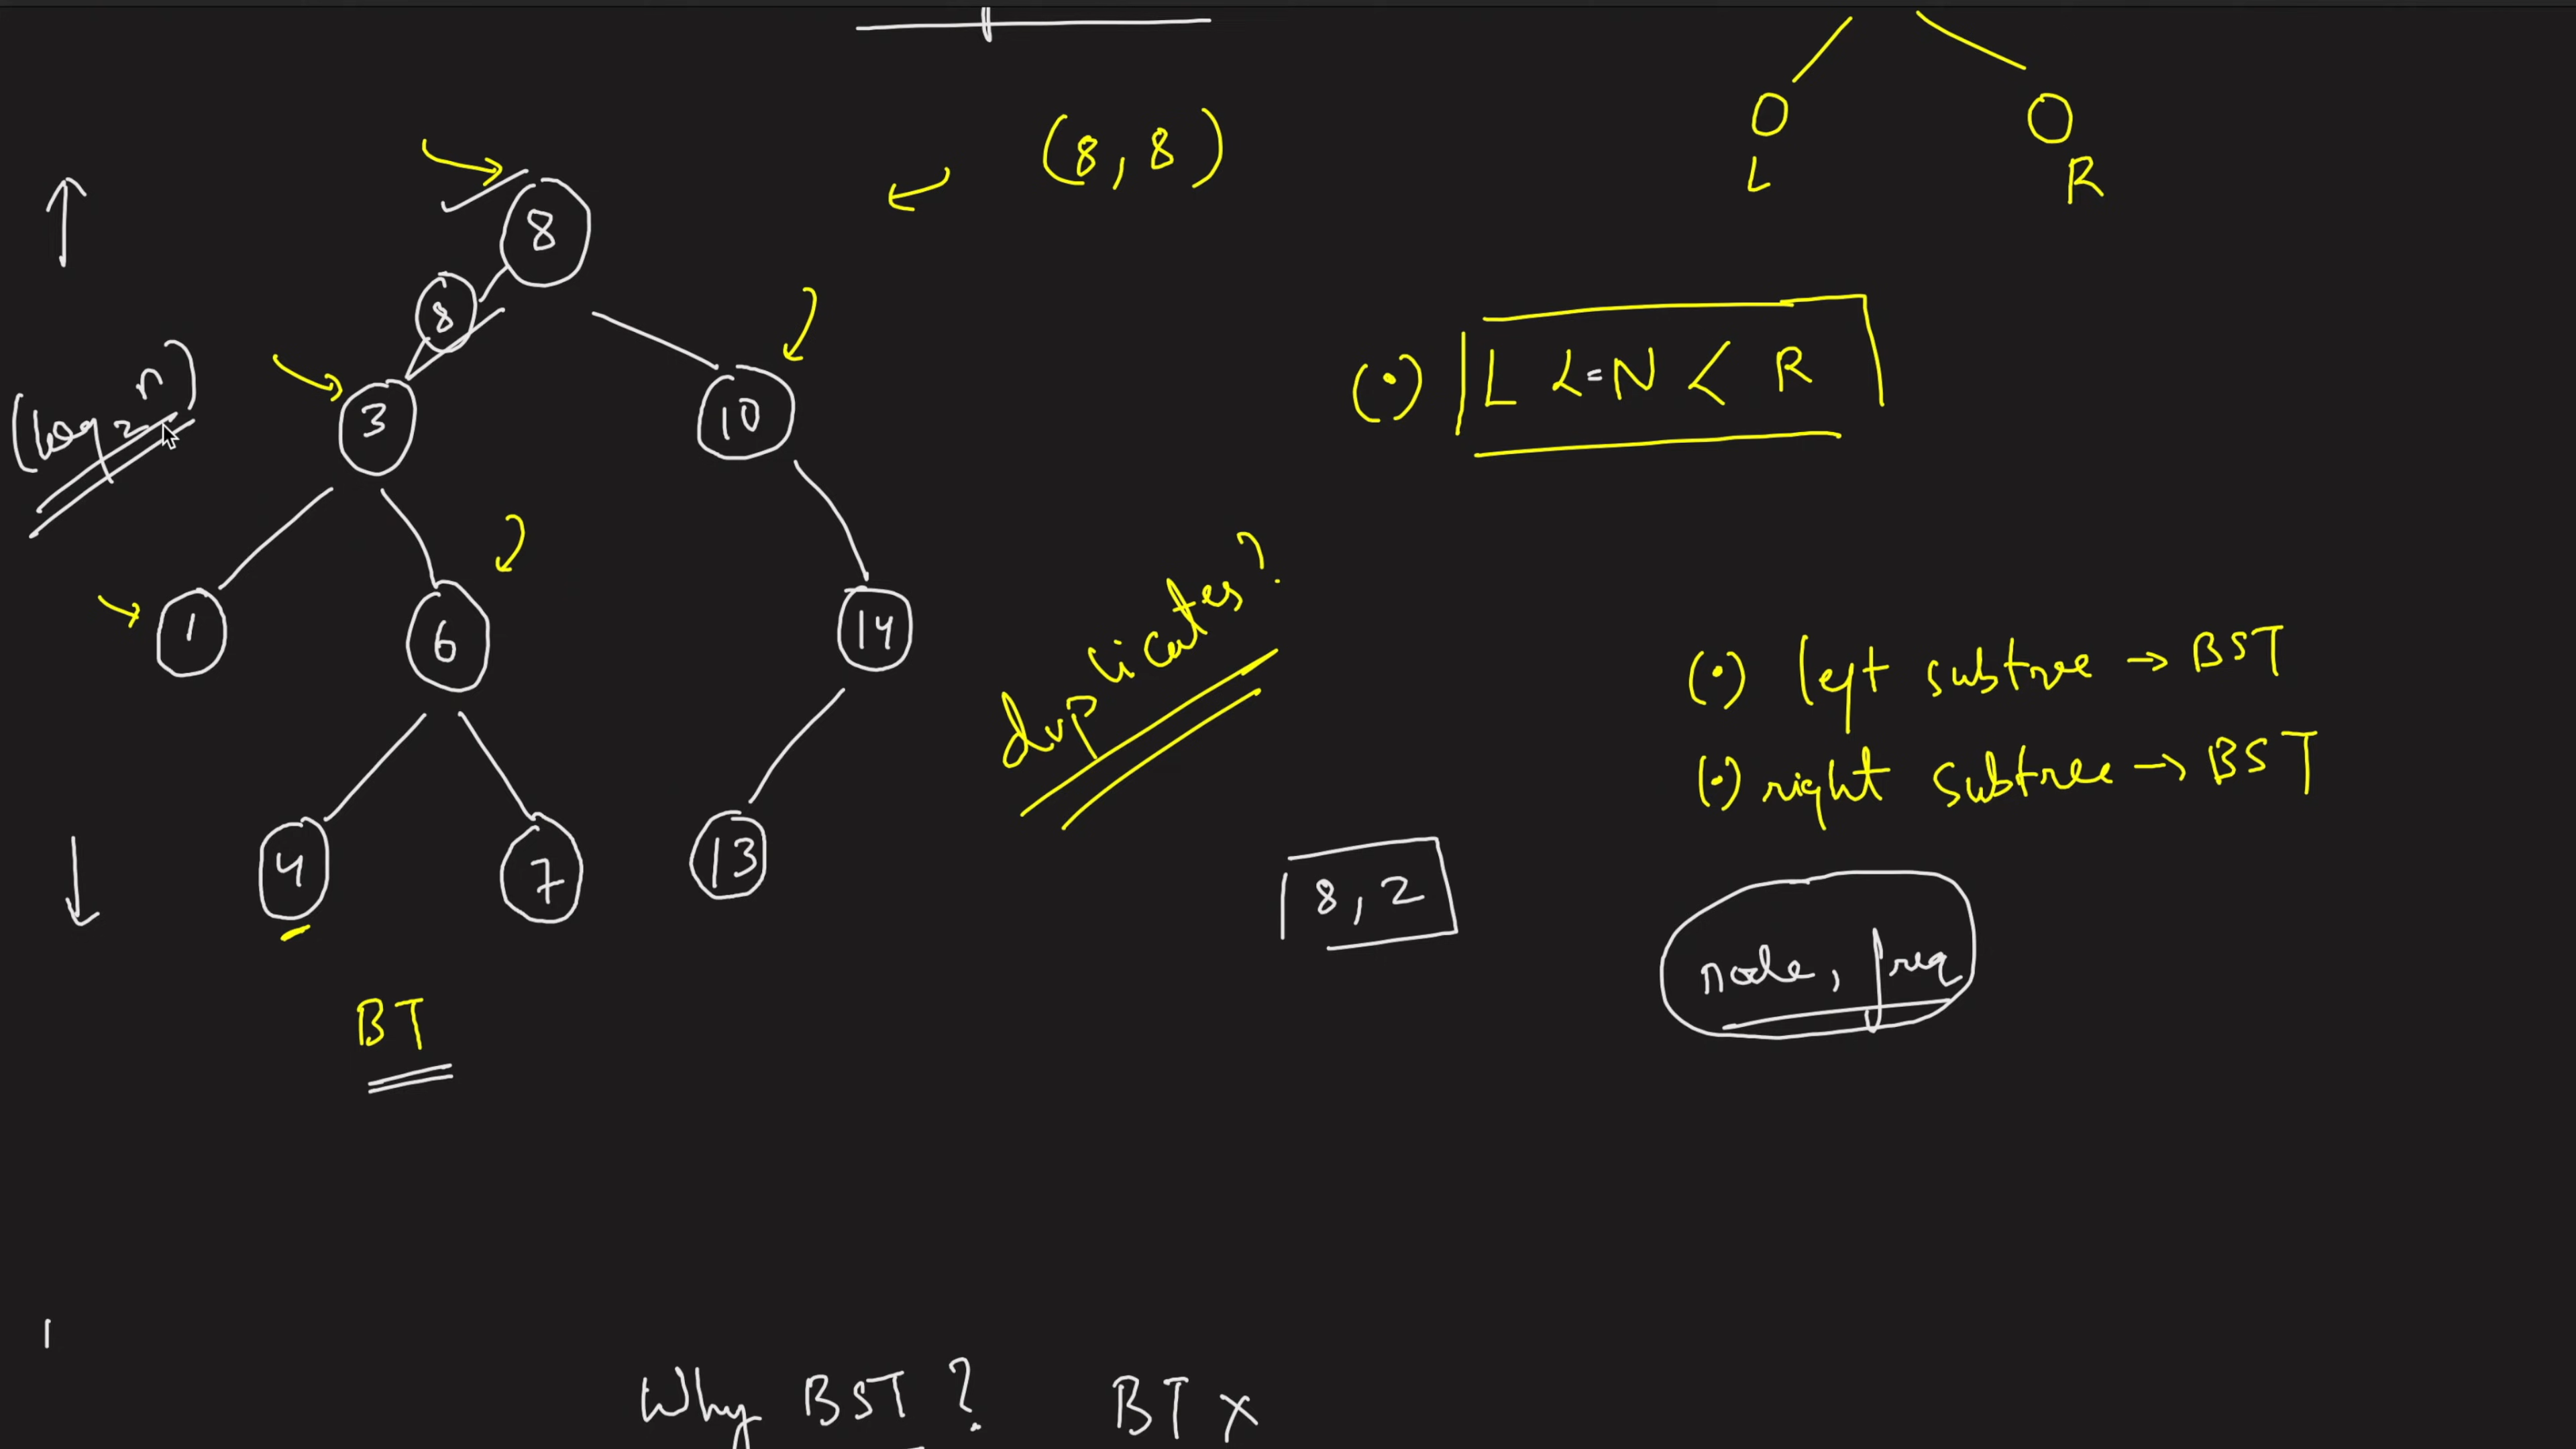 (8, 8)
L
R
8
8
(log₂ n)
3
10
(•) L <= N < R
1
6
14
duplicates?
(•) left subtree → BST
(•) right subtree → BST
4
7
13
8, 2
node, freq
BT
Why BST ? BT x